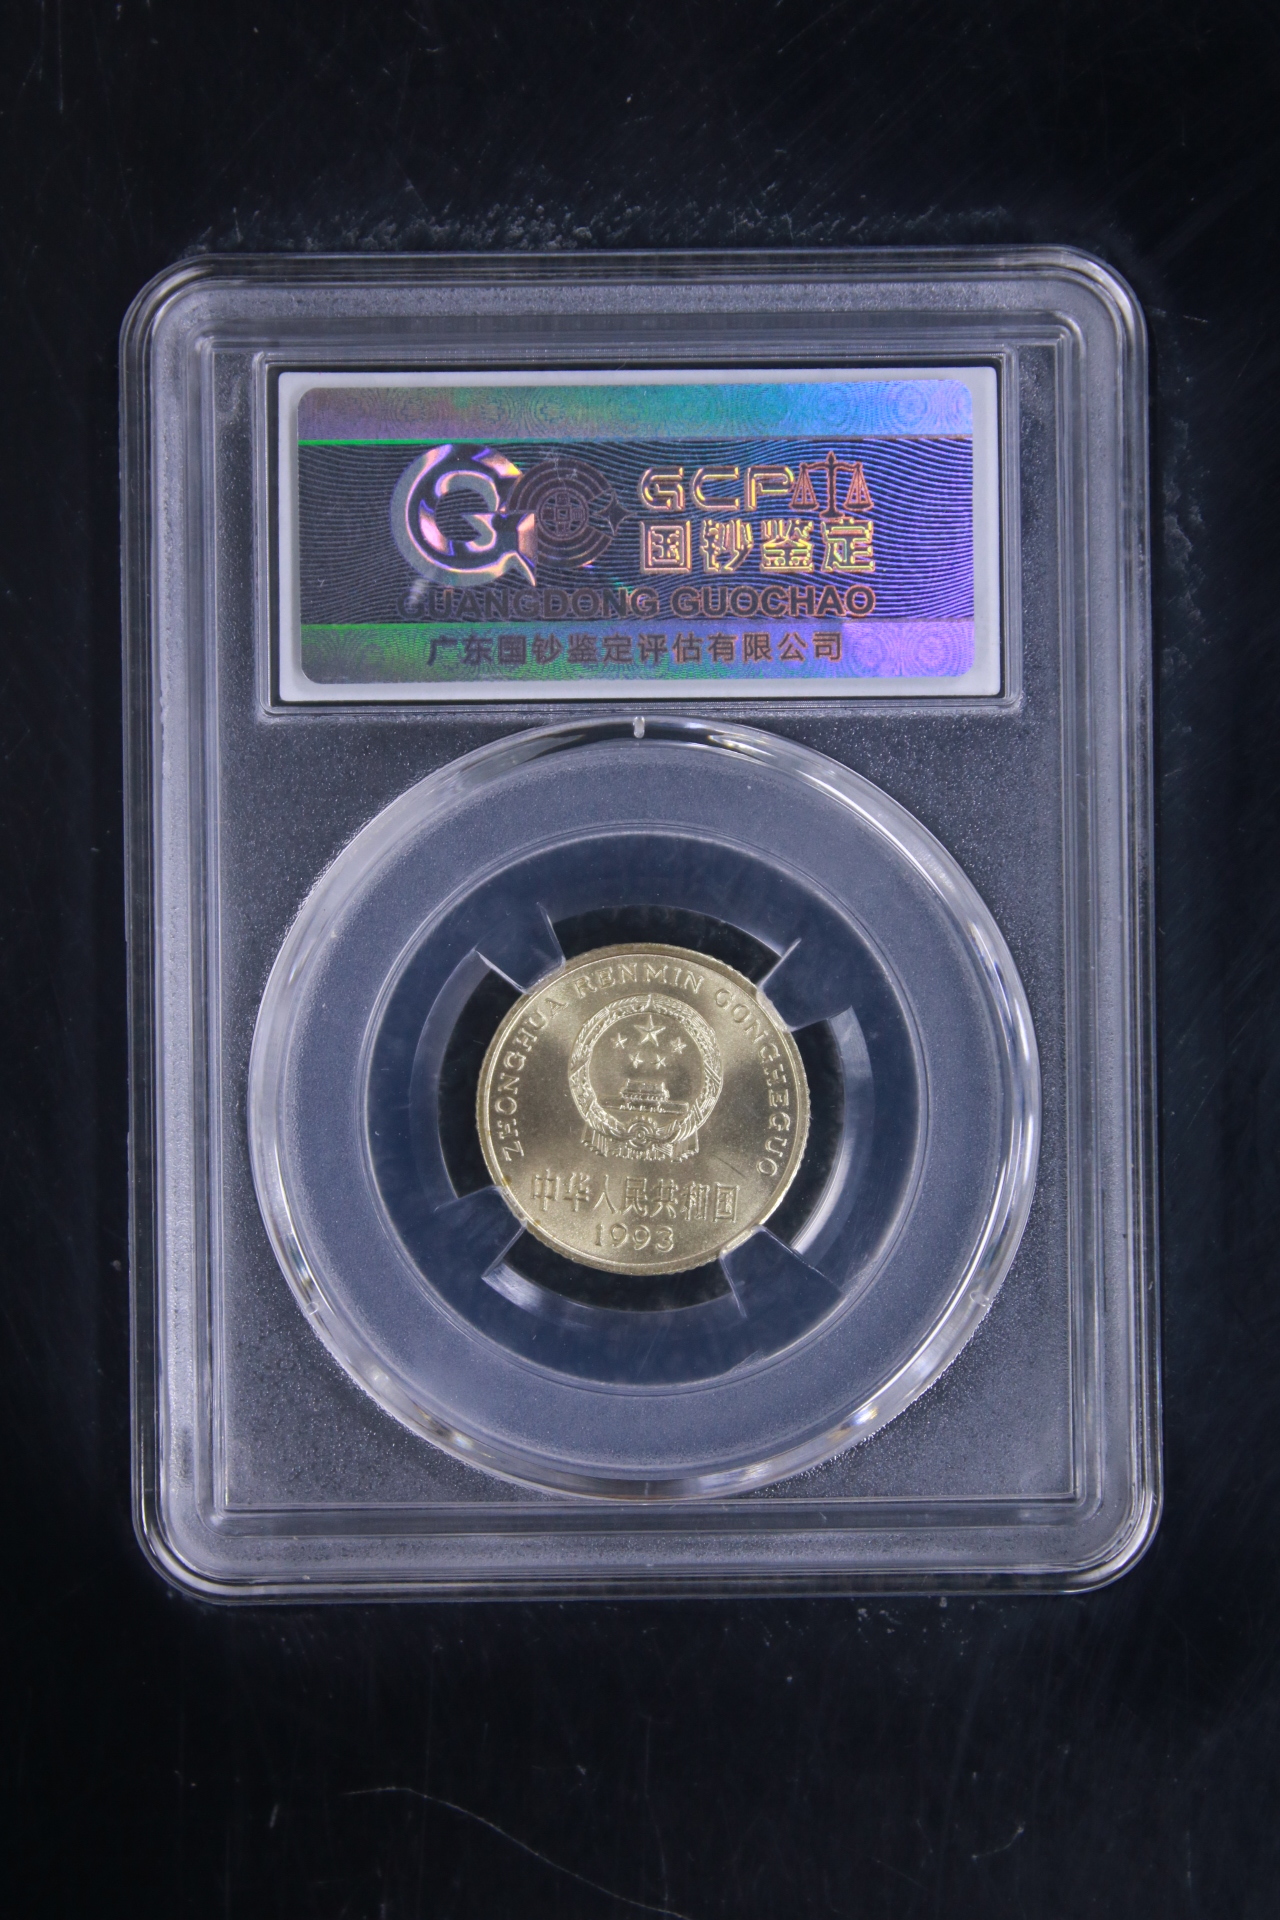 GCP
国钞鉴定
GUANGDONG GUOCHAO
广东国钞鉴定评估有限公司
ZHONGHUA RENMIN GONGHEGUO
中华人民共和国
1993